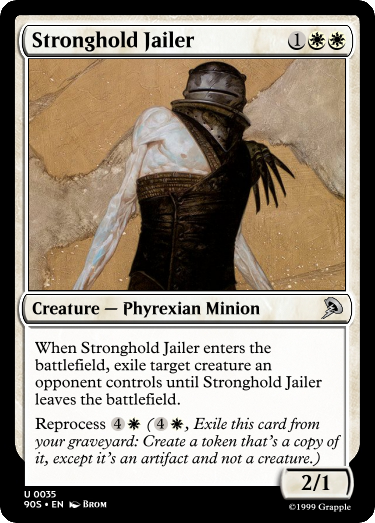 Stronghold Jailer 1
Creature — Phyrexian Minion
When Stronghold Jailer enters the
battlefield, exile target creature an
opponent controls until Stronghold Jailer
leaves the battlefield.
Reprocess 4 (4, Exile this card from
your graveyard: Create a token that's a copy of
it, except it's an artifact and not a creature.)
2/1
U 0035
90S • EN BROM
©1999 Grapple